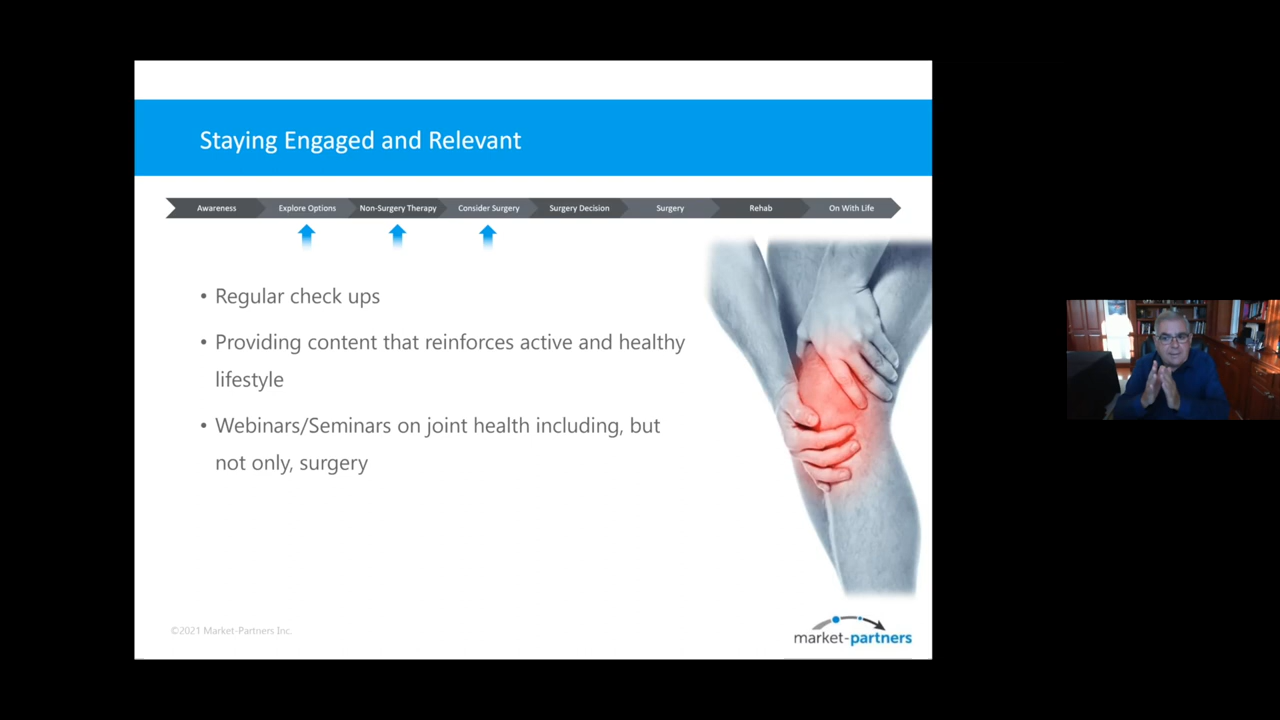 Staying Engaged and Relevant
Awareness
Explore Options
Non-Surgery Therapy
Consider Surgery
Surgery Decision
Surgery
Rehab
On With Life
• Regular check ups
• Providing content that reinforces active and healthy
lifestyle
• Webinars/Seminars on joint health including, but
not only, surgery
©2021 Market-Partners Inc.
market-partners